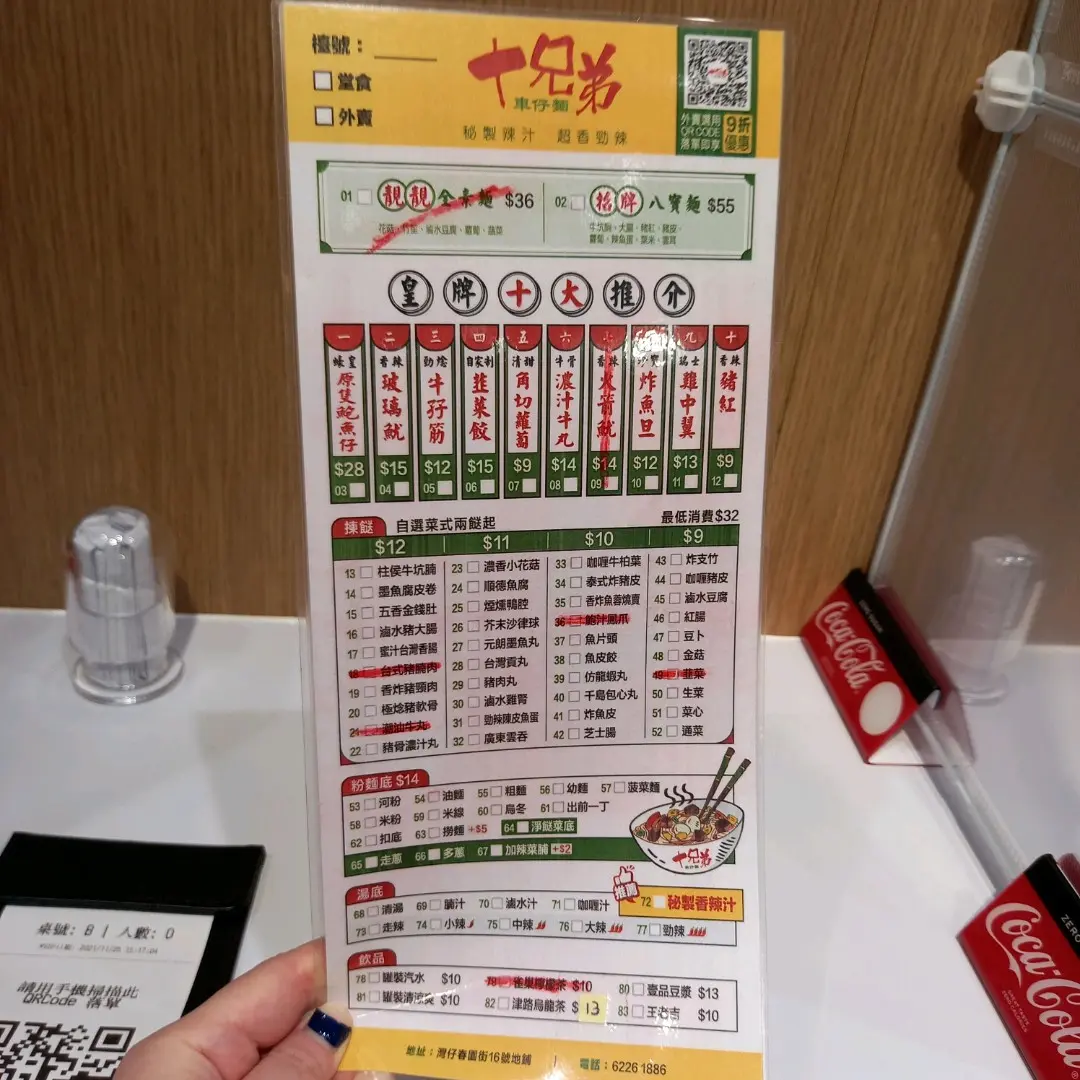 檯號：
堂食
外賣
十兄弟
車仔麵
秘製辣汁 超香勁辣
外賣選用
QR CODE
落單即享
9折
優惠
01 靚靚全素麵 $36
02 招牌八寶麵 $55
皇牌十大推介
一 蠔皇 原隻鮑魚仔 $28 03
二 香辣 玻璃魷 $15 04
三 勁焾 牛孖筋 $12 05
四 自家制 韮菜餃 $15 06
五 清甜 角切蘿蔔 $9 07
六 牛骨 濃汁牛丸 $14 08
七 香辣 火箭魷 $14 09
炸魚旦 $12 10
九 瑞士 雞中翼 $13 11
十 香辣 豬紅 $9 12
揀餸 自選菜式兩餸起 最低消費$32
$12 $11 $10 $9
13 柱侯牛坑腩
14 墨魚腐皮卷
15 五香金錢肚
16 滷水豬大腸
17 蜜汁台灣香腸
18 台式豬腩肉
19 香炸豬頸肉
20 極焾豬軟骨
21 潮汕牛丸
22 豬骨濃汁丸
23 濃香小花菇
24 順德魚腐
25 煙燻鴨腔
26 芥末沙律球
27 元朗墨魚丸
28 台灣貢丸
29 豬肉丸
30 滷水雞腎
31 勁辣陳皮魚蛋
32 廣東雲吞
33 咖喱牛柏葉
34 泰式炸豬皮
35 香炸魚蓉燒賣
36 鮑汁鳳爪
37 魚片頭
38 魚皮餃
39 仿龍蝦丸
40 千島包心丸
41 炸魚皮
42 芝士腸
43 炸支竹
44 咖喱豬皮
45 滷水豆腐
46 紅腸
47 豆卜
48 金菇
49 韮菜
50 生菜
51 菜心
52 通菜
粉麵底 $14
53 河粉 54 油麵 55 粗麵 56 幼麵 57 菠菜麵
58 米粉 59 米線 60 烏冬 61 出前一丁
62 扣底 63 撈麵 +$5 64 淨餸菜底
65 走蔥 66 多蔥 67 加辣菜脯 +$2
十兄弟
車仔麵
湯底
68 清湯 69 腩汁 70 滷水汁 71 咖喱汁
推薦 72 秘製香辣汁
73 走辣 74 小辣 75 中辣 76 大辣 77 勁辣
飲品
78 罐裝汽水 $10 79 雀巢檸檬茶 $10 80 壹品豆漿 $13
81 罐裝清涼爽 $10 82 津路烏龍茶 $13 83 王老吉 $10
地址：灣仔春園街16號地鋪 | 電話：6226 1886
桌號: B1 人數: 0
請用手機掃描此
QRCode 落單
Coca-Cola
Coca-Cola
ZERO